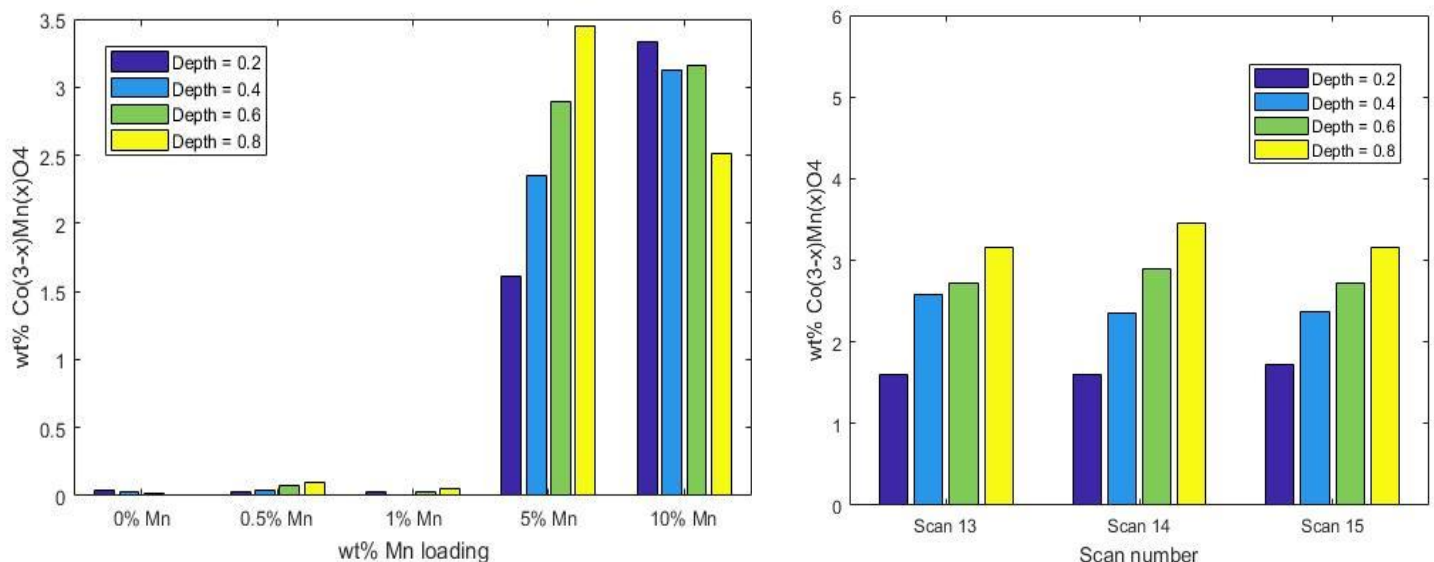 3.5
3
2.5
2
1.5
1
0.5
0
wt% Co(3-x)Mn(x)O4
Depth = 0.2
Depth = 0.4
Depth = 0.6
Depth = 0.8
0% Mn
0.5% Mn
1% Mn
5% Mn
10% Mn
wt% Mn loading
6
5
4
3
2
1
0
wt% Co(3-x)Mn(x)O4
Depth = 0.2
Depth = 0.4
Depth = 0.6
Depth = 0.8
Scan 13
Scan 14
Scan 15
Scan number